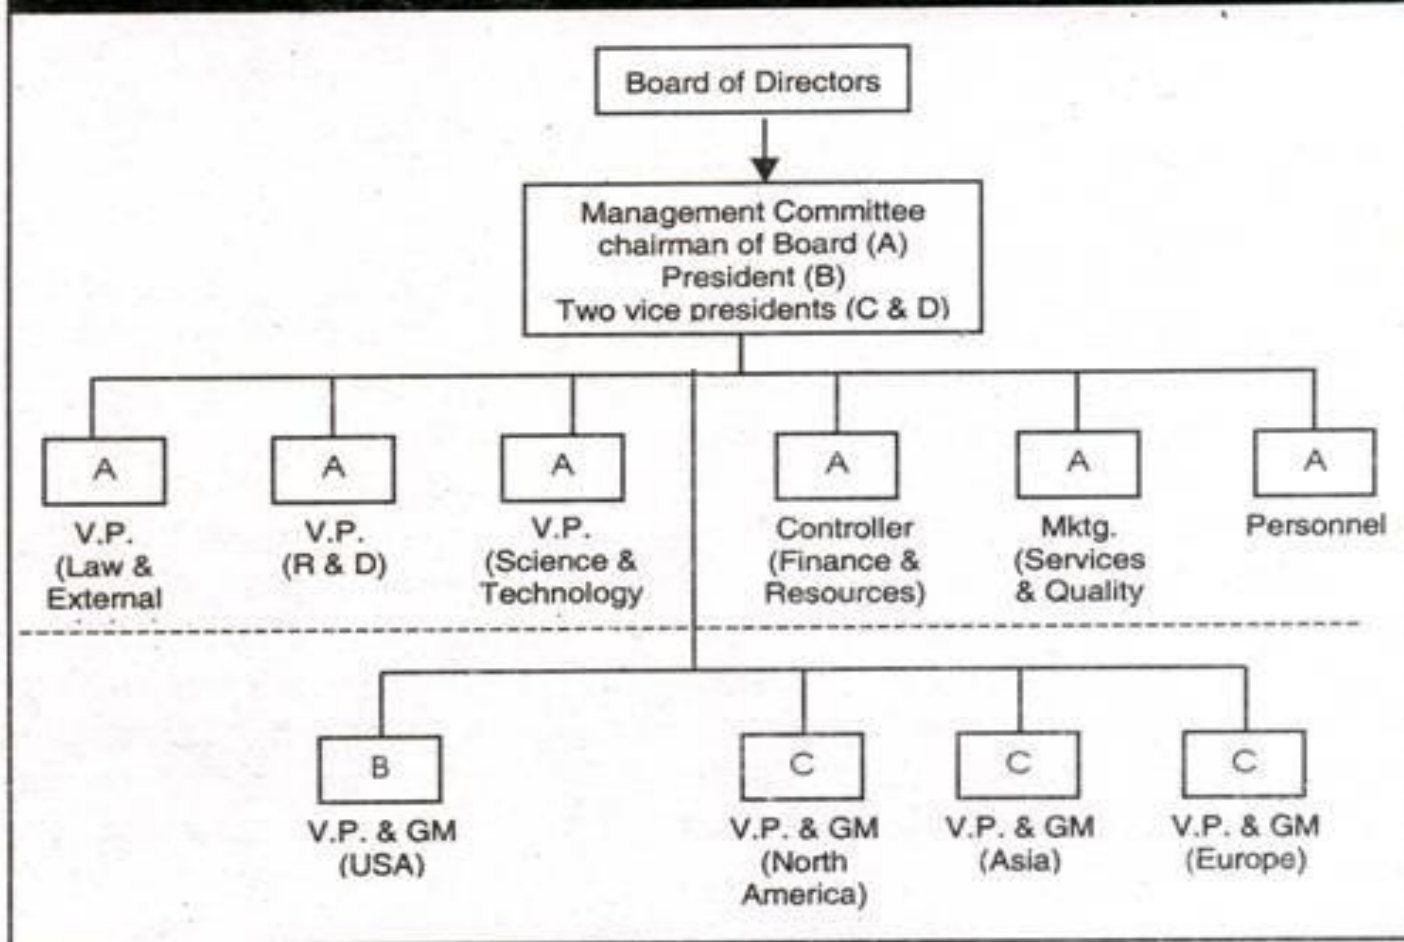 Board of Directors
Management Committee
chairman of Board (A)
President (B)
Two vice presidents (C & D)
A
A
A
A
A
A
V.P.
(Law &
External
V.P.
(R & D)
V.P.
(Science &
Technology
Controller
(Finance &
Resources)
Mktg.
(Services
& Quality
Personnel
B
C
C
C
V.P. & GM
(USA)
V.P. & GM
(North
America)
V.P. & GM
(Asia)
V.P. & GM
(Europe)